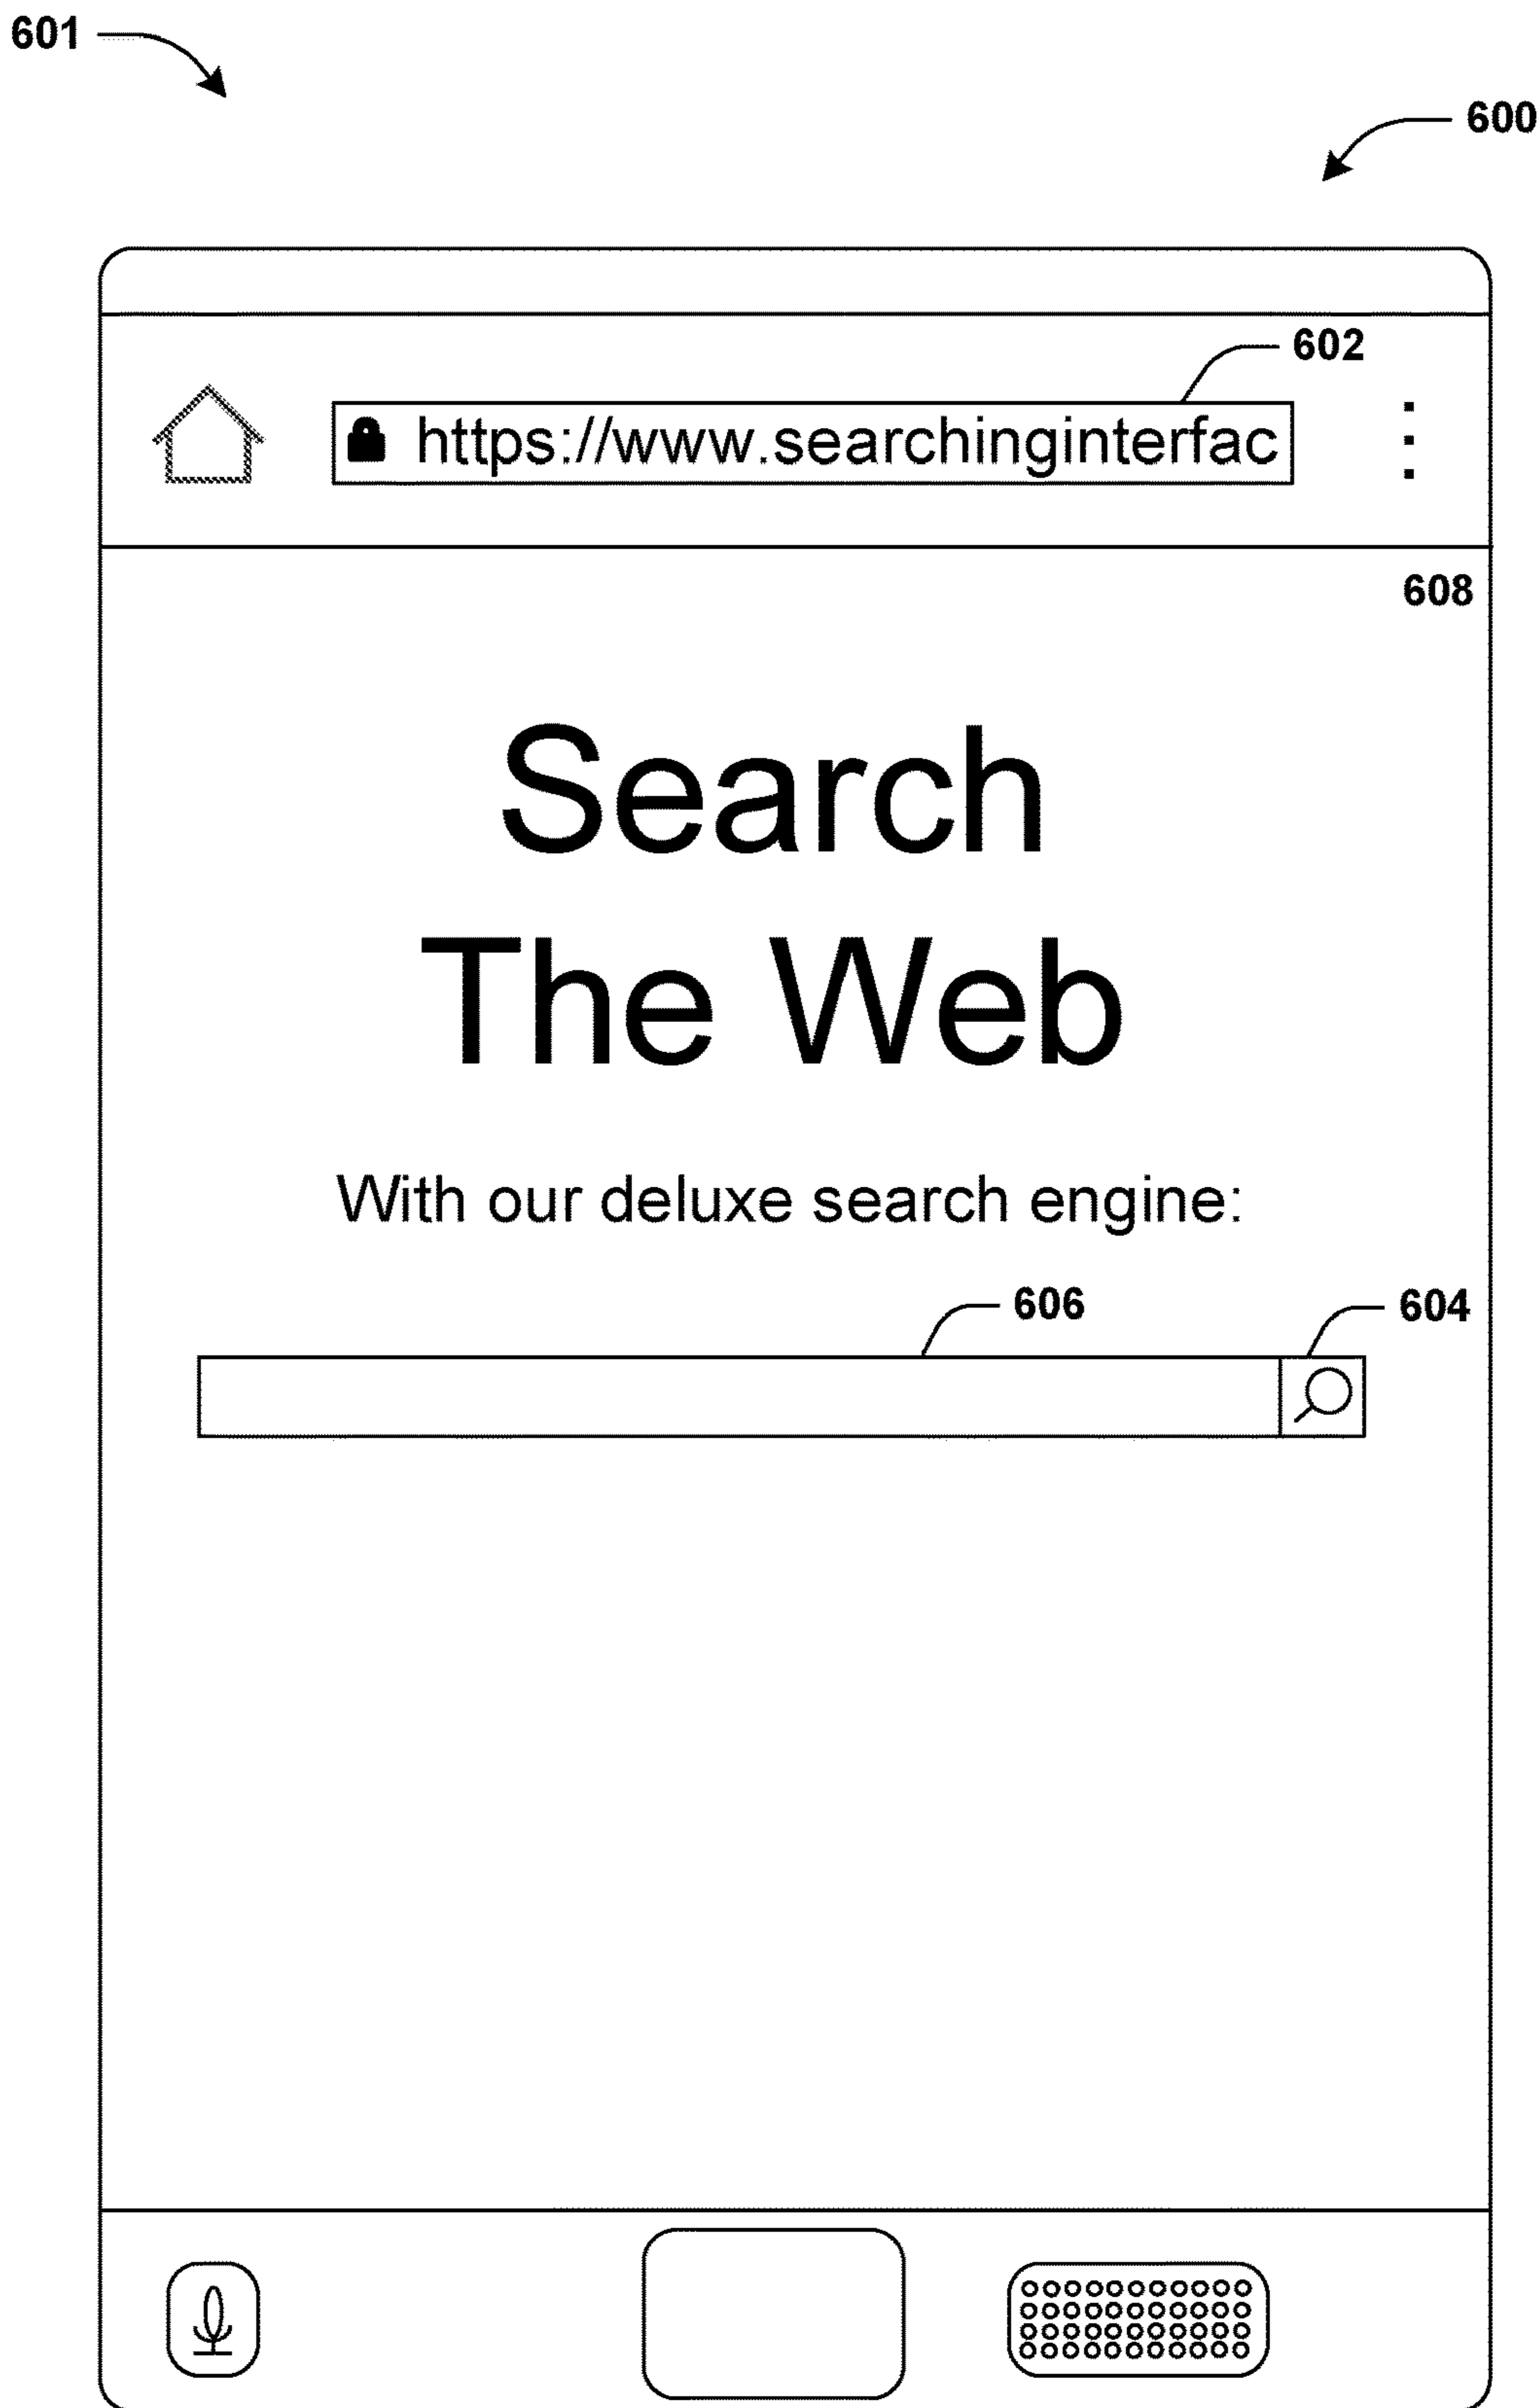 601
600
602
https://www.searchinginterfac
608
Search
The Web
With our deluxe search engine:
606
604